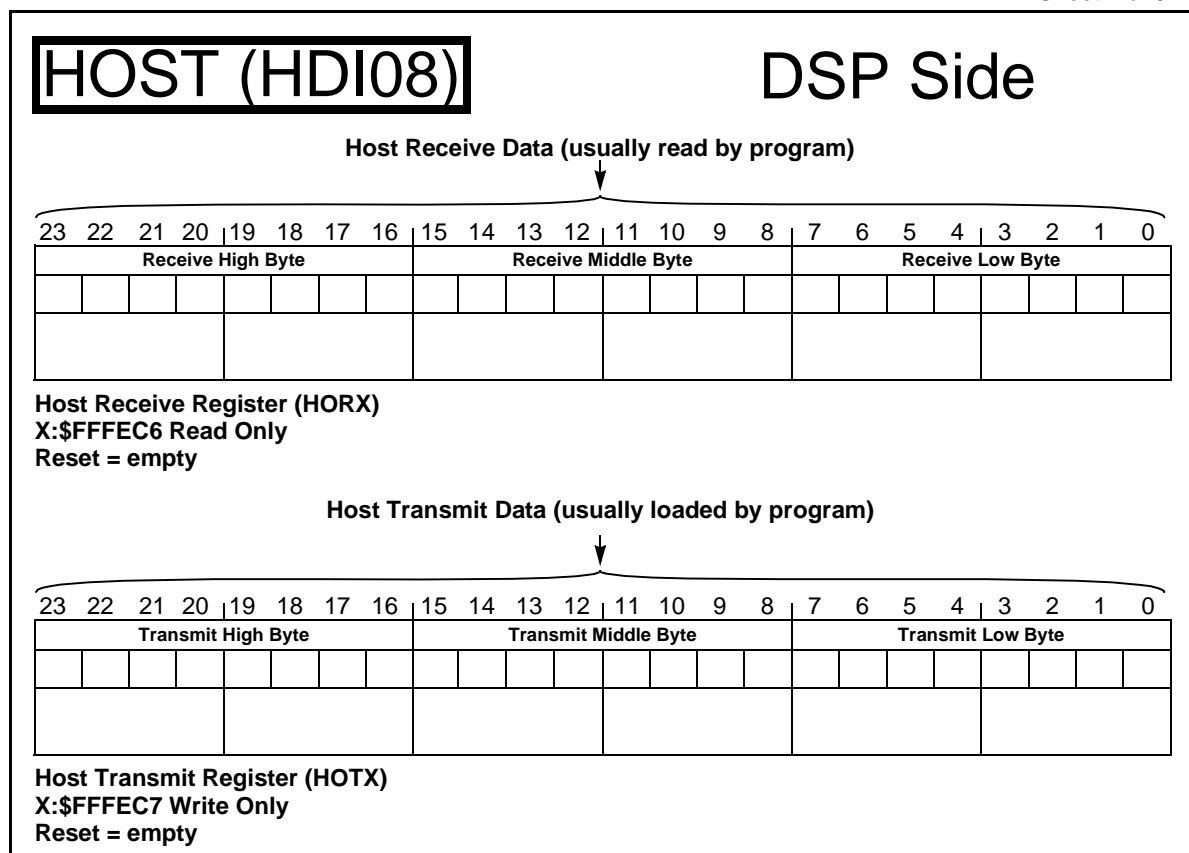 HOST (HDI08) DSP Side
Host Receive Data (usually read by program)
23 22 21 20 19 18 17 16 15 14 13 12 11 10 9 8 7 6 5 4 3 2 1 0
Receive High Byte Receive Middle Byte Receive Low Byte
Host Receive Register (HORX)
X:$FFFEC6 Read Only
Reset = empty
Host Transmit Data (usually loaded by program)
23 22 21 20 19 18 17 16 15 14 13 12 11 10 9 8 7 6 5 4 3 2 1 0
Transmit High Byte Transmit Middle Byte Transmit Low Byte
Host Transmit Register (HOTX)
X:$FFFEC7 Write Only
Reset = empty